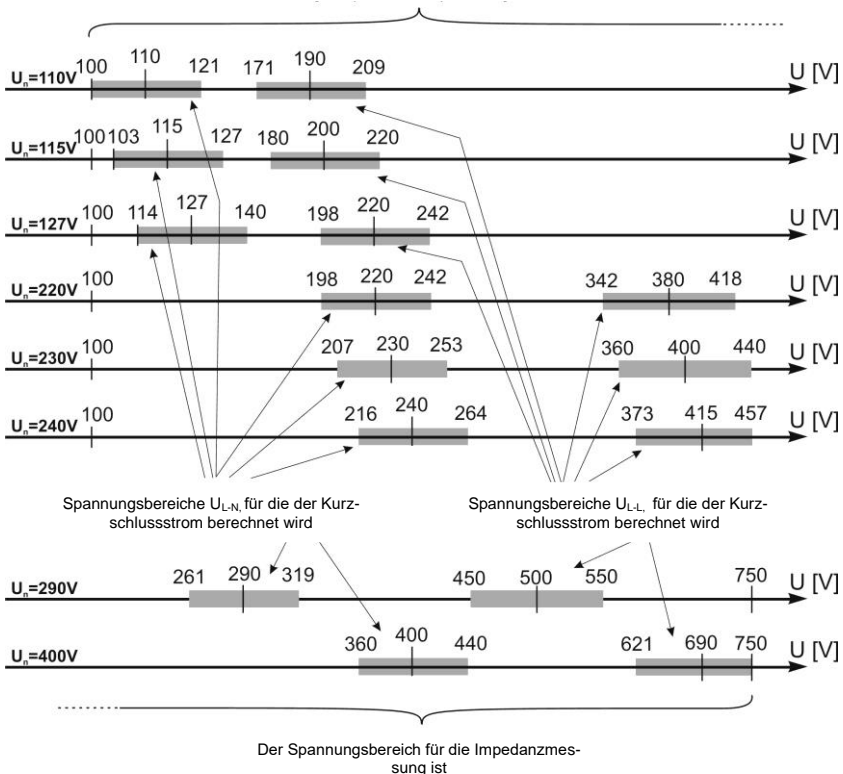 100 110 121 171 190 209 U [V]
Uₙ=110V
100 103 115 127 180 200 220 U [V]
Uₙ=115V
100 114 127 140 198 220 242 U [V]
Uₙ=127V
100 198 220 242 342 380 418 U [V]
Uₙ=220V
100 207 230 253 360 400 440 U [V]
Uₙ=230V
100 216 240 264 373 415 457 U [V]
Uₙ=240V
Spannungsbereiche U_L-N, für die der Kurz-
schlussstrom berechnet wird
Spannungsbereiche U_L-L, für die der Kurz-
schlussstrom berechnet wird
261 290 319 450 500 550 750 U [V]
Uₙ=290V
360 400 440 621 690 750 U [V]
Uₙ=400V
Der Spannungsbereich für die Impedanzmes-
sung ist